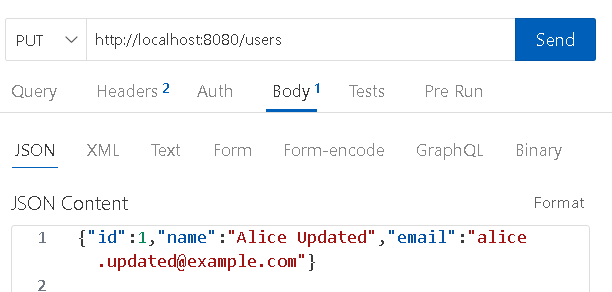 PUT http://localhost:8080/users Send
Query Headers 2 Auth Body 1 Tests Pre Run
JSON XML Text Form Form-encode GraphQL Binary
JSON Content Format
1 {"id":1,"name":"Alice Updated","email":"alice
.updated@example.com"}
2